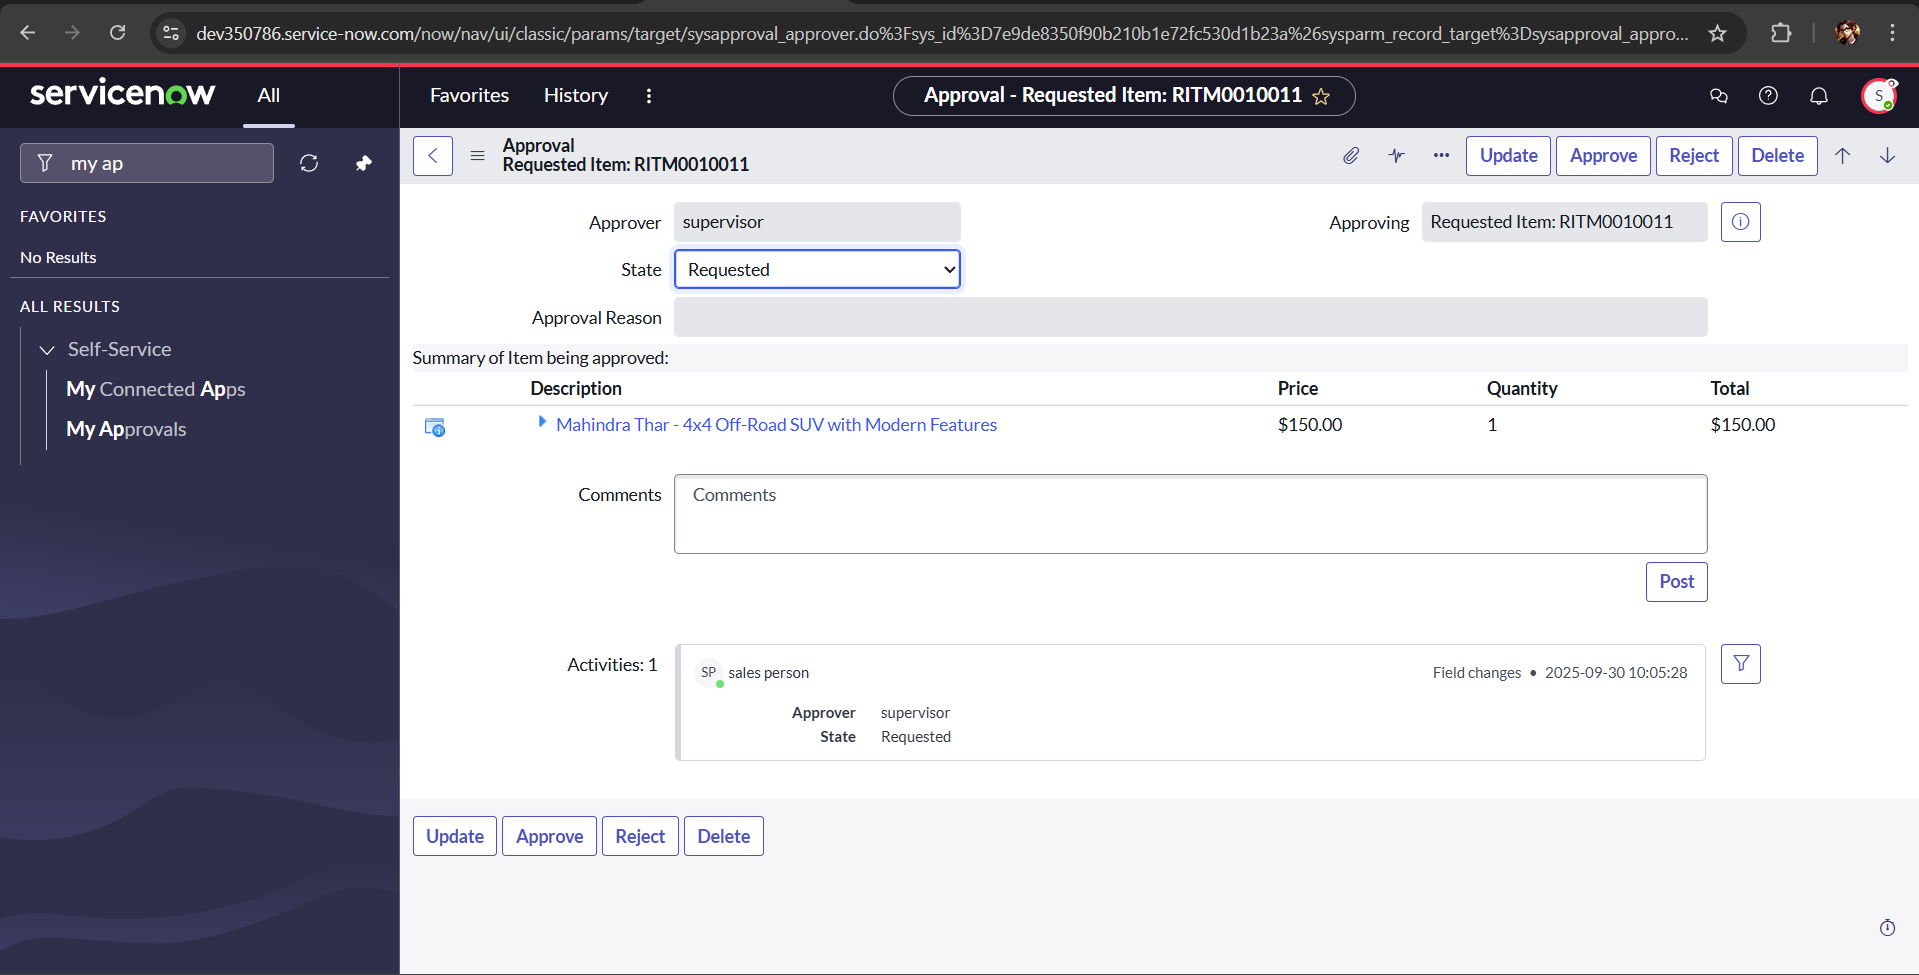 dev350786.service-now.com/now/nav/ui/classic/params/target/sysapproval_approver.do%3Fsys_id%3D7e9de8350f90b210b1e72fc530d1b23a%26sysparm_record_target%3Dsysapproval_appro...
servicenow
All
Favorites
History
Approval - Requested Item: RITM0010011
S
my ap
FAVORITES
No Results
ALL RESULTS
Self-Service
My Connected Apps
My Approvals
Approval
Requested Item: RITM0010011
Update
Approve
Reject
Delete
Approver
supervisor
Approving
Requested Item: RITM0010011
State
Requested
Approval Reason
Summary of Item being approved:
Description Price Quantity Total
Mahindra Thar - 4x4 Off-Road SUV with Modern Features $150.00 1 $150.00
Comments
Comments
Post
Activities: 1
SP
sales person
Field changes • 2025-09-30 10:05:28
Approver supervisor
State Requested
Update
Approve
Reject
Delete